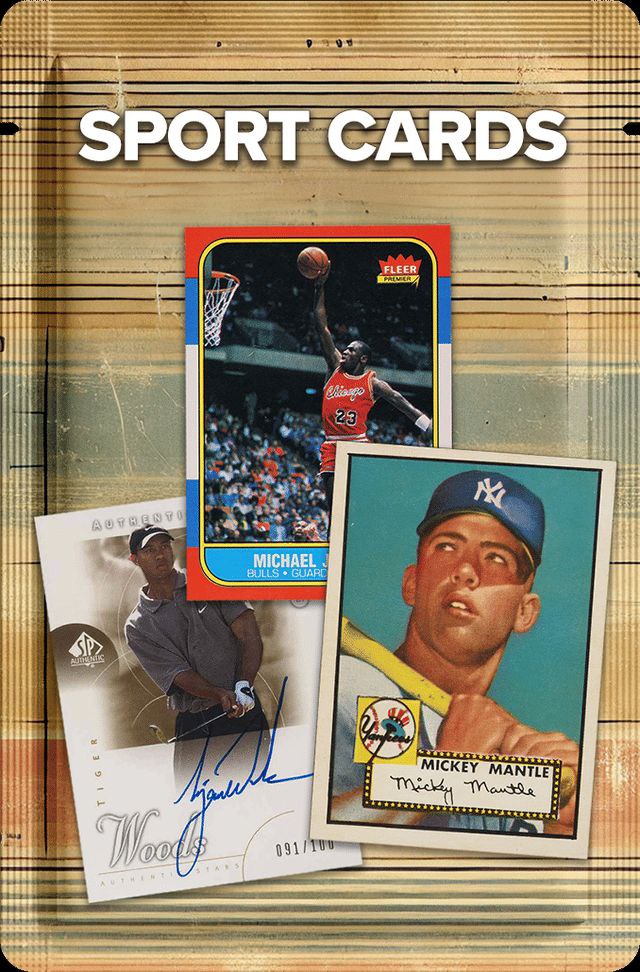 SPORT CARDS
FLEER
PREMIER
Chicago
23
MICHAEL J
BULLS • GUARD
AUTHENTI
SP
AUTHENTIC
TIGER
Woods
AUTHENTIC STARS
091/100
NY
Yankees
MICKEY MANTLE
Mickey Mantle